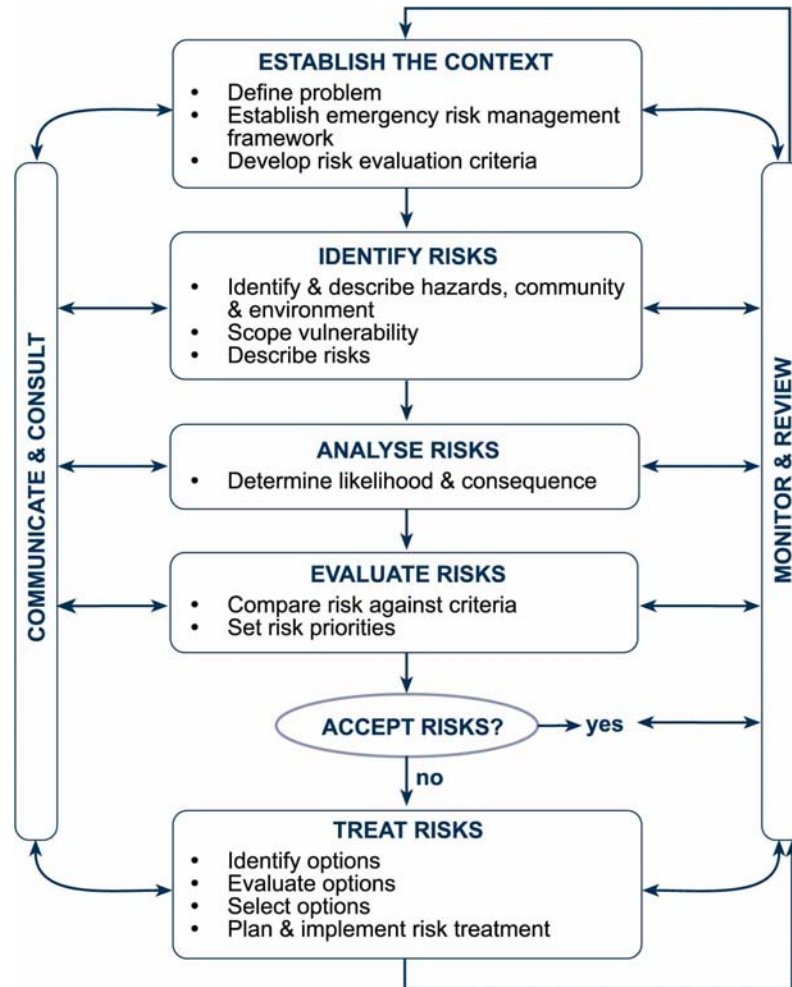 ESTABLISH THE CONTEXT
• Define problem
• Establish emergency risk management
framework
• Develop risk evaluation criteria
IDENTIFY RISKS
• Identify & describe hazards, community
& environment
• Scope vulnerability
• Describe risks
ANALYSE RISKS
• Determine likelihood & consequence
EVALUATE RISKS
• Compare risk against criteria
• Set risk priorities
ACCEPT RISKS?
yes
no
TREAT RISKS
• Identify options
• Evaluate options
• Select options
• Plan & implement risk treatment
COMMUNICATE & CONSULT
MONITOR & REVIEW